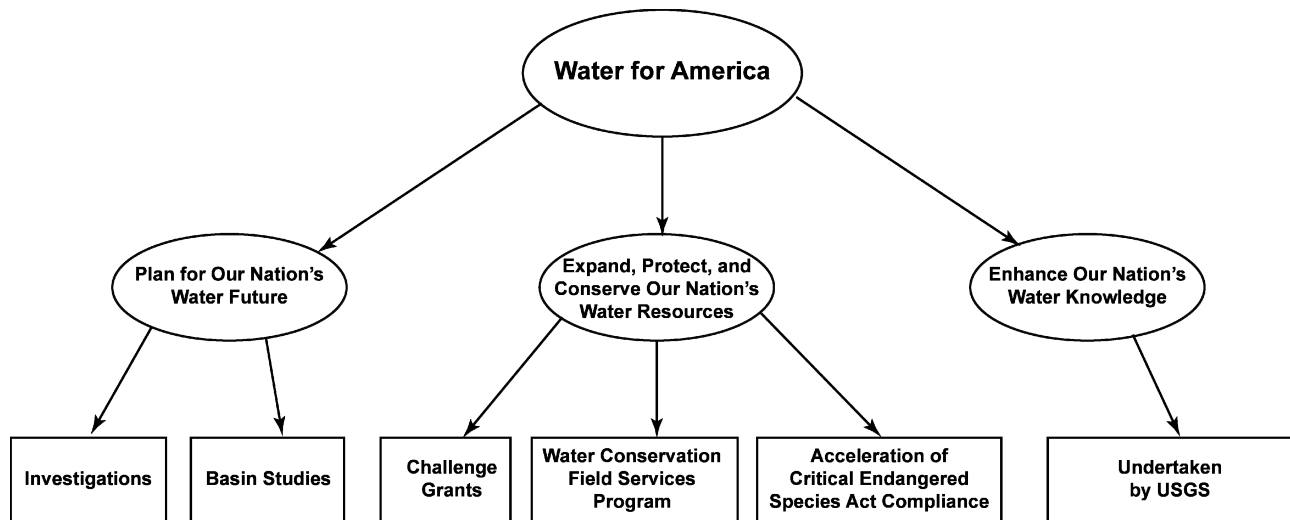 Water for America
Plan for Our Nation’s
Water Future
Expand, Protect, and
Conserve Our Nation’s
Water Resources
Enhance Our Nation’s
Water Knowledge
Investigations
Basin Studies
Challenge
Grants
Water Conservation
Field Services
Program
Acceleration of
Critical Endangered
Species Act Compliance
Undertaken
by USGS